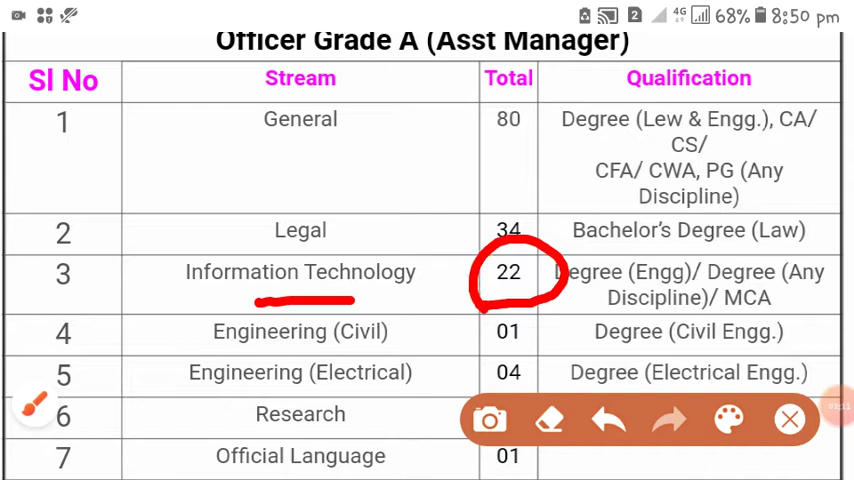 4G 68% 8:50 pm
2
Officer Grade A (Asst Manager)
Sl No Stream Total Qualification
1 General 80 Degree (Lew & Engg.), CA/
CS/
CFA/ CWA, PG (Any
Discipline)
2 Legal 34 Bachelor's Degree (Law)
3 Information Technology 22 Degree (Engg)/ Degree (Any
Discipline)/ MCA
4 Engineering (Civil) 01 Degree (Civil Engg.)
5 Engineering (Electrical) 04 Degree (Electrical Engg.)
6 Research
7 Official Language 01